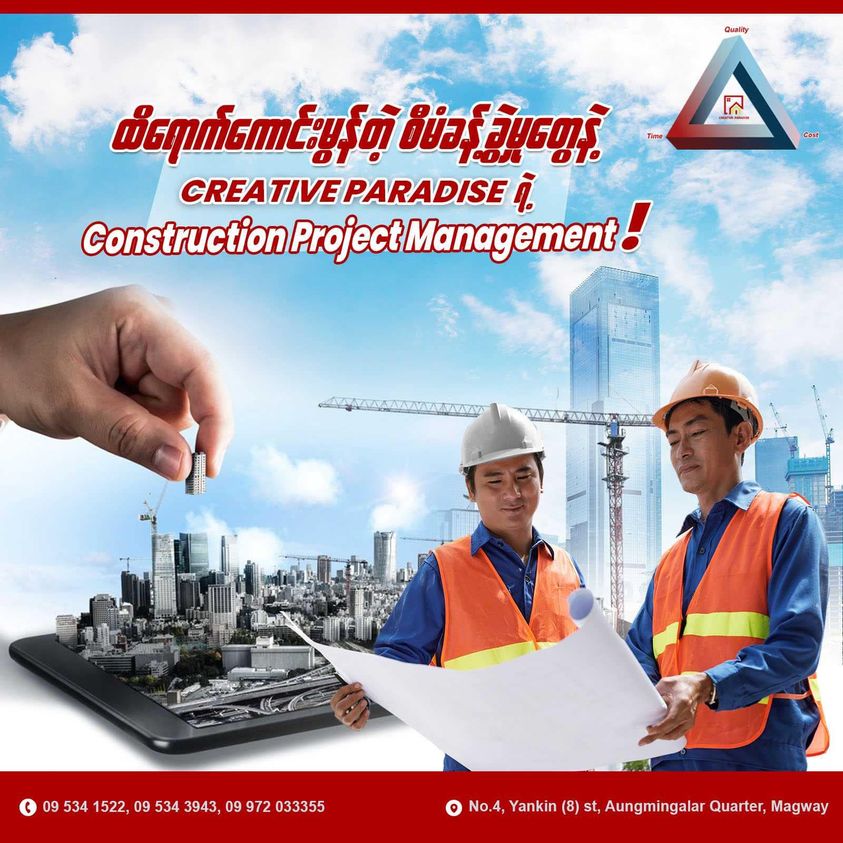 Quality
Time
Cost
CREATIVE PARADISE
ထိရောက်ကောင်းမွန်တဲ့ စီမံခန့်ခွဲမှုတွေနဲ့
CREATIVE PARADISE ရဲ့
Construction Project Management !
09 534 1522, 09 534 3943, 09 972 033355
No.4, Yankin (8) st, Aungmingalar Quarter, Magway